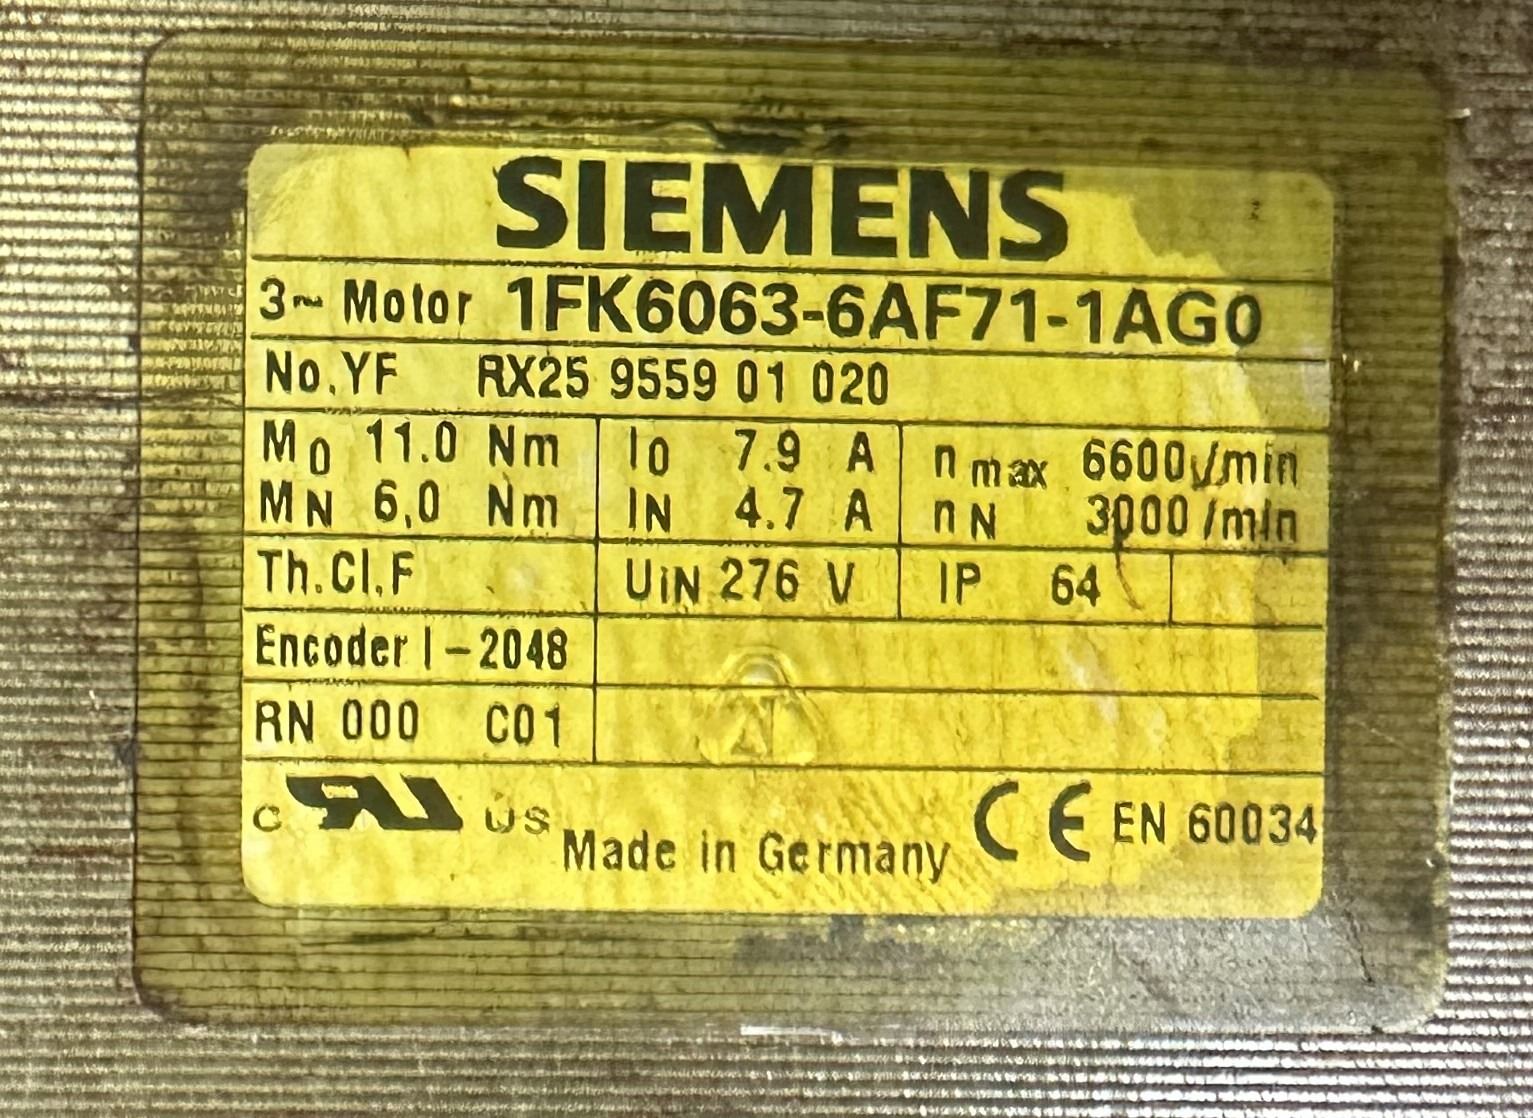 SIEMENS
3~ Motor 1FK6063-6AF71-1AG0
No.YF RX25 9559 01 020
M0 11.0 Nm I0 7.9 A n max 6600/min
MN 6,0 Nm IN 4.7 A nN 3000/min
Th.Cl.F UiN 276 V IP 64
Encoder I-2048
RN 000 C01
c RU US Made in Germany CE EN 60034